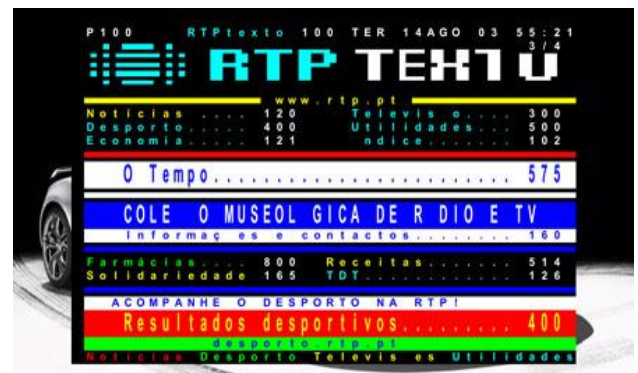 P100 RTPtexto 100 TER 14AGO 03 55:21
3/4
RTP TEXTO
www.rtp.pt
Notícias .... 120 Televis o.... 300
Desporto..... 400 Utilidades... 500
Economia..... 121 ndice....... 102
O Tempo......................... 575
COLE O MUSEOL GICA DE R DIO E TV
Informaç es e contactos........ 160
Farmácias.... 800 Receitas....... 514
Solidariedade 165 TDT............ 126
ACOMPANHE O DESPORTO NA RTP!
Resultados desportivos......... 400
desporto.rtp.pt
Notícias Desporto Televis es Utilidades